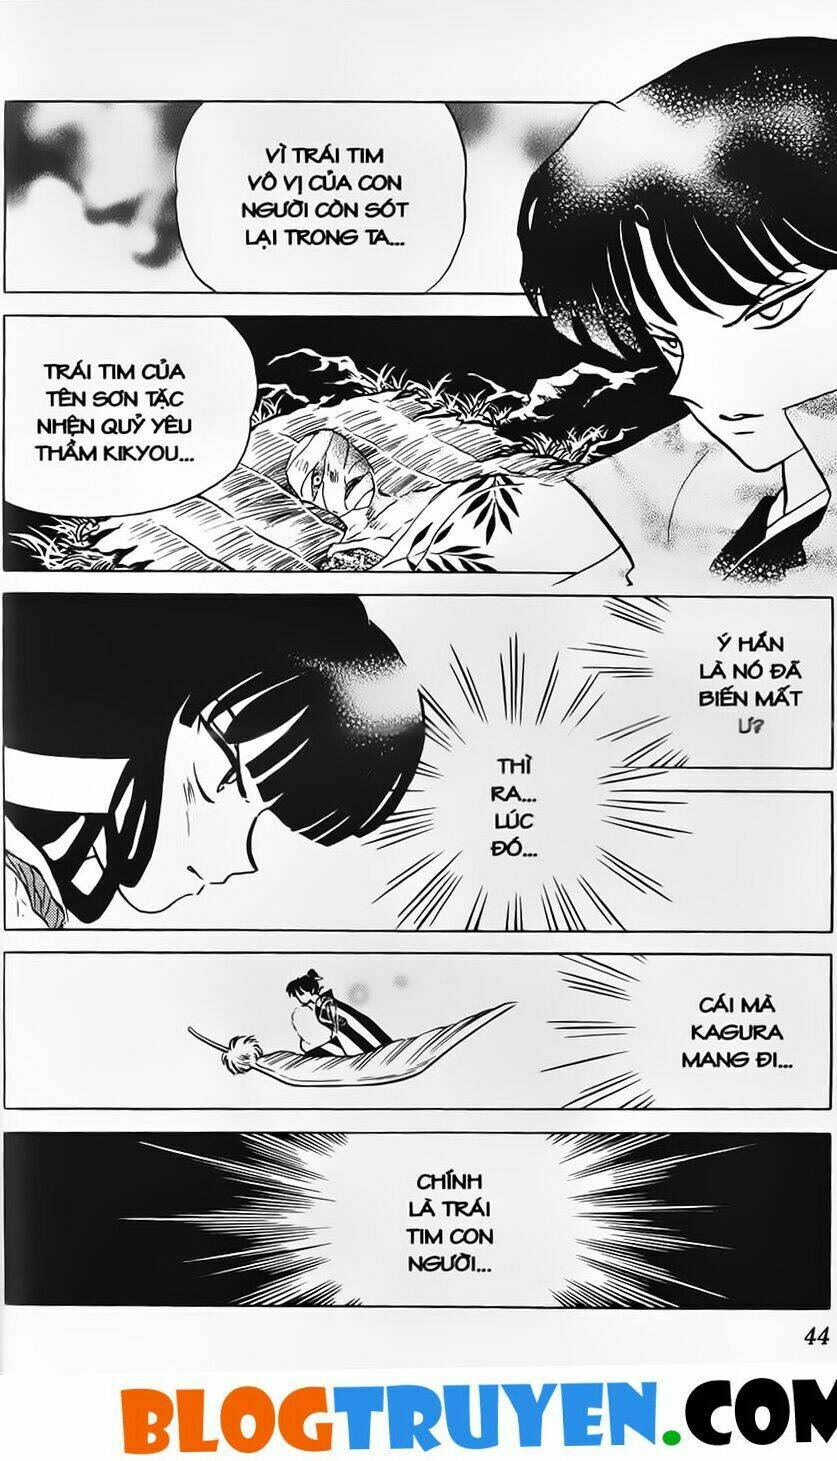 VÌ TRÁI TIM
VÔ VỊ CỦA CON
NGƯỜI CÒN SÓT
LẠI TRONG TA...
TRÁI TIM CỦA
TÊN SƠN TẶC
NHỆN QUỶ YÊU
THẦM KIKYOU...
Ý HẮN
LÀ NÓ ĐÃ
BIẾN MẤT
Ư?
THÌ
RA...
LÚC
ĐÓ...
CÁI MÀ
KAGURA
MANG ĐI...
CHÍNH
LÀ TRÁI
TIM CON
NGƯỜI...
44
BLOGTRUYEN.COM